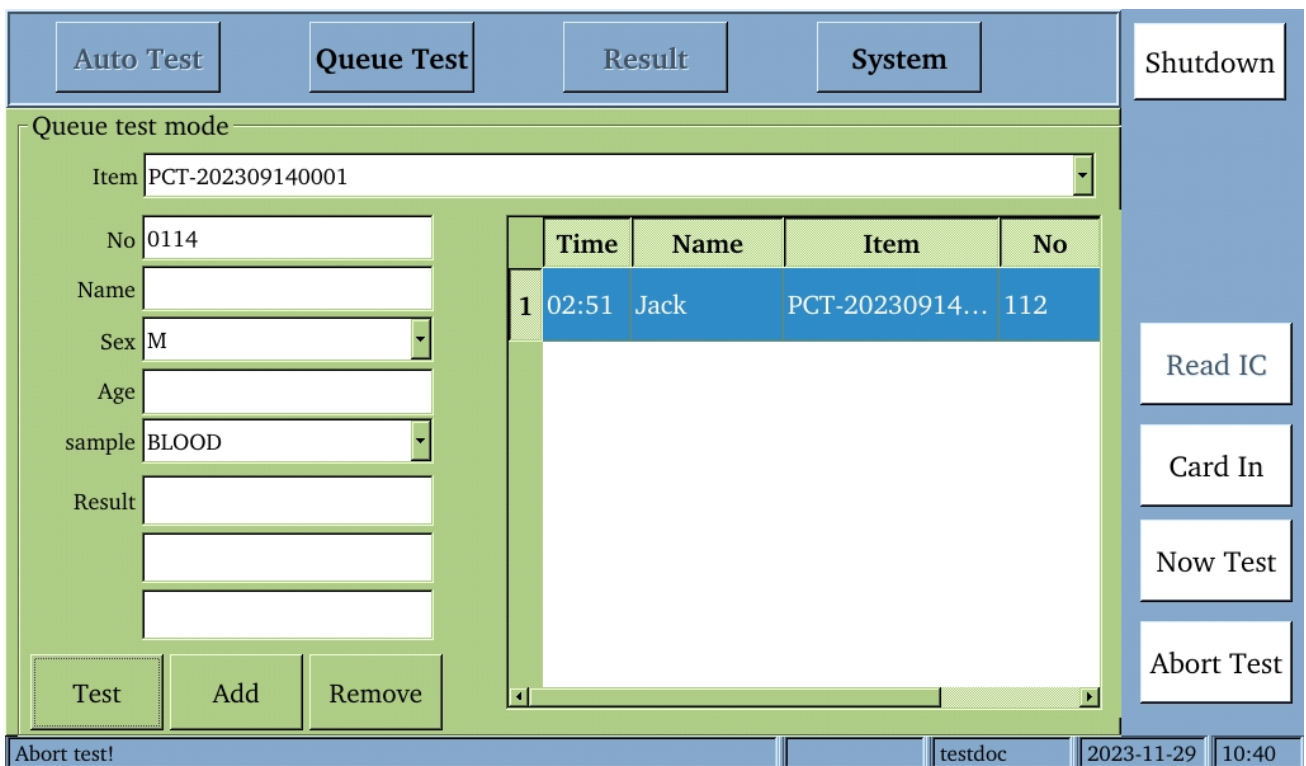 Auto Test Queue Test Result System Shutdown
Queue test mode
Item PCT-202309140001
No 0114
Name
Sex M
Age
sample BLOOD
Result
Time Name Item No
1 02:51 Jack PCT-20230914... 112
Read IC
Card In
Now Test
Abort Test
Test Add Remove
Abort test! testdoc 2023-11-29 10:40